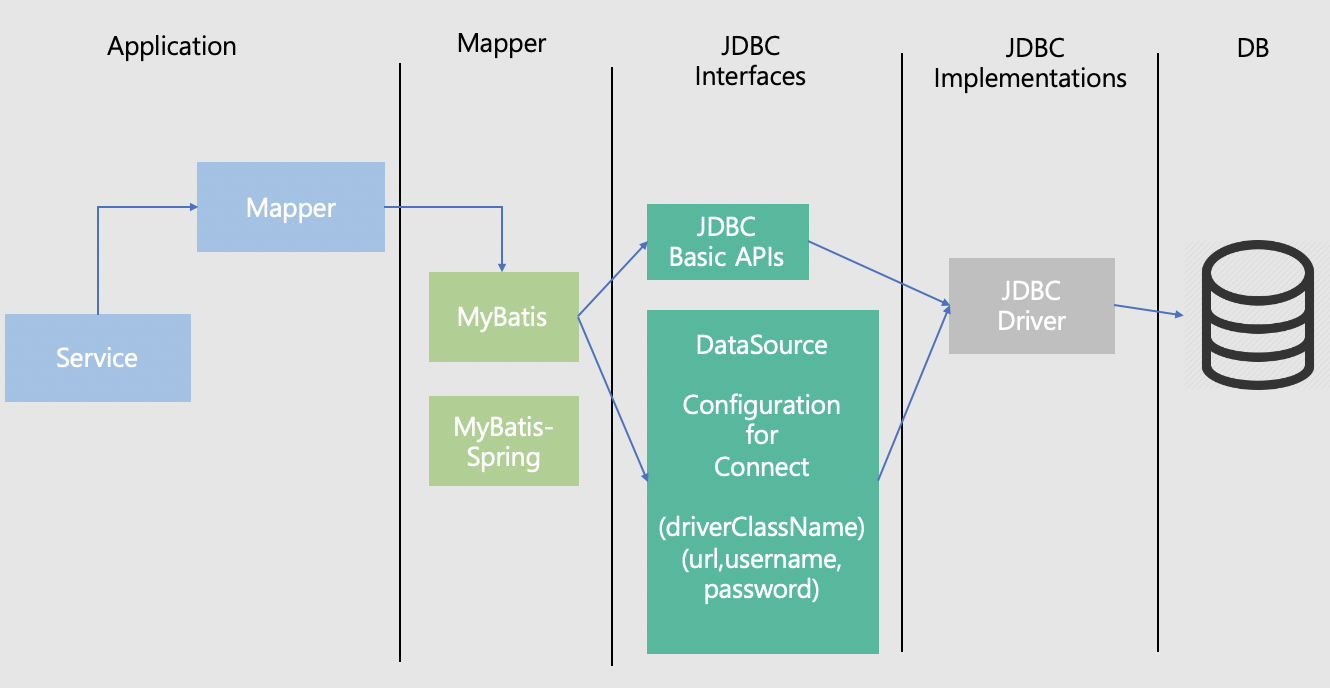 Application
Mapper
JDBC
Interfaces
JDBC
Implementations
DB
Mapper
Service
MyBatis
MyBatis-
Spring
JDBC
Basic APIs
DataSource
Configuration
for
Connect
(driverClassName)
(url,username,
password)
JDBC
Driver